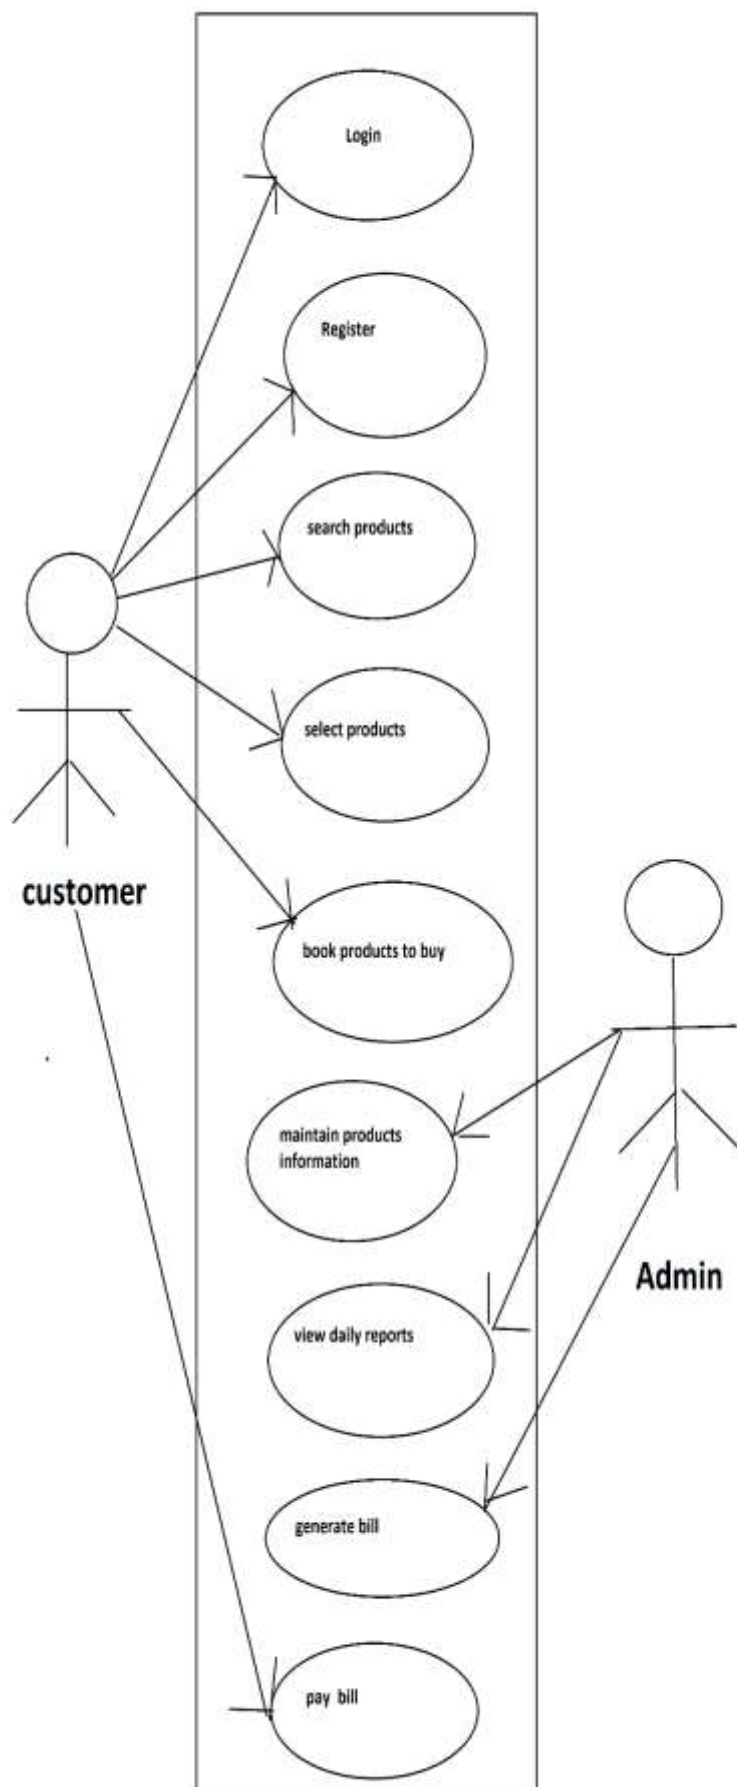 Login
Register
search products
select products
customer
book products to buy
maintain products
information
Admin
view daily reports
generate bill
pay bill